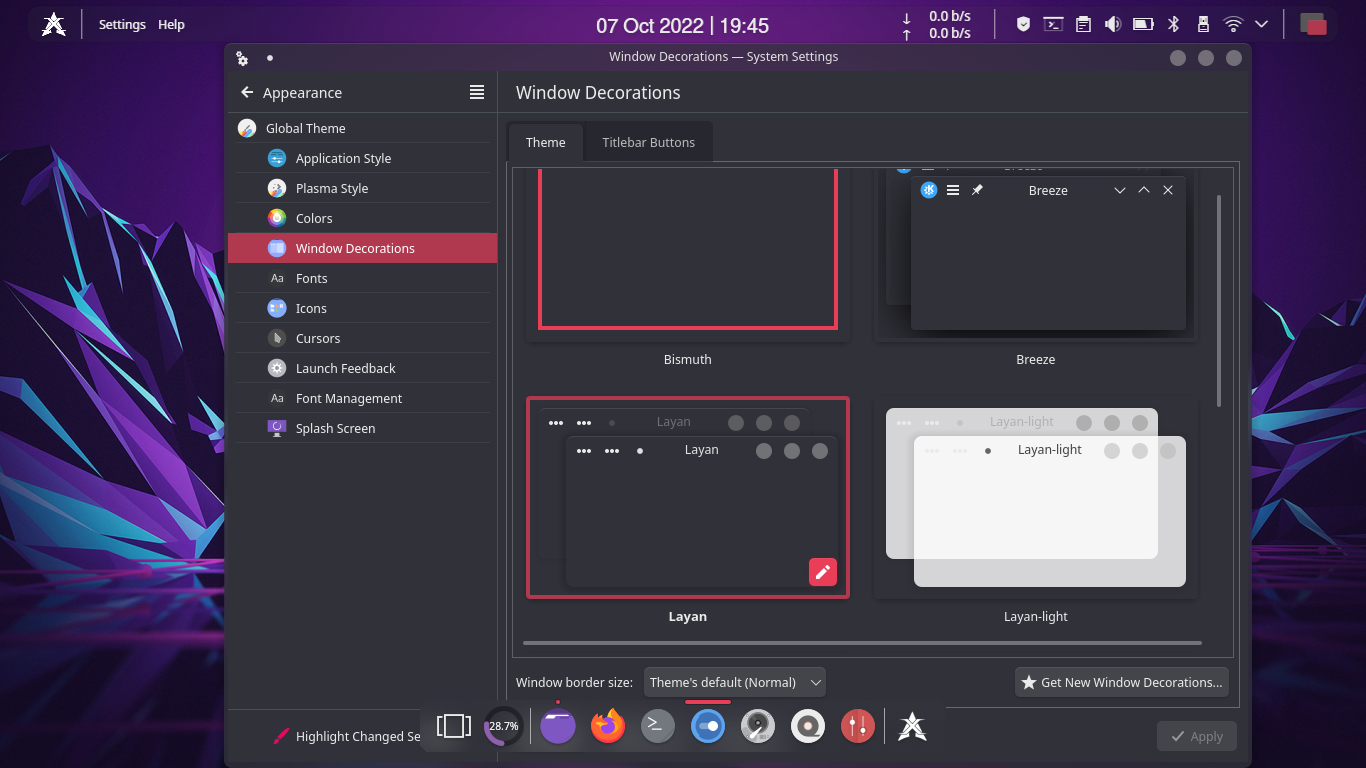 Settings Help
07 Oct 2022 | 19:45
0.0 b/s
0.0 b/s
Window Decorations — System Settings
Appearance
Window Decorations
Global Theme
Application Style
Plasma Style
Colors
Window Decorations
Aa Fonts
Icons
Cursors
Launch Feedback
Aa Font Management
Splash Screen
Theme
Titlebar Buttons
Breeze
Bismuth
Breeze
Layan
Layan
Layan
Layan-light
Layan-light
Layan-light
Window border size:
Theme's default (Normal)
Get New Window Decorations...
Highlight Changed Se
28.7%
Apply